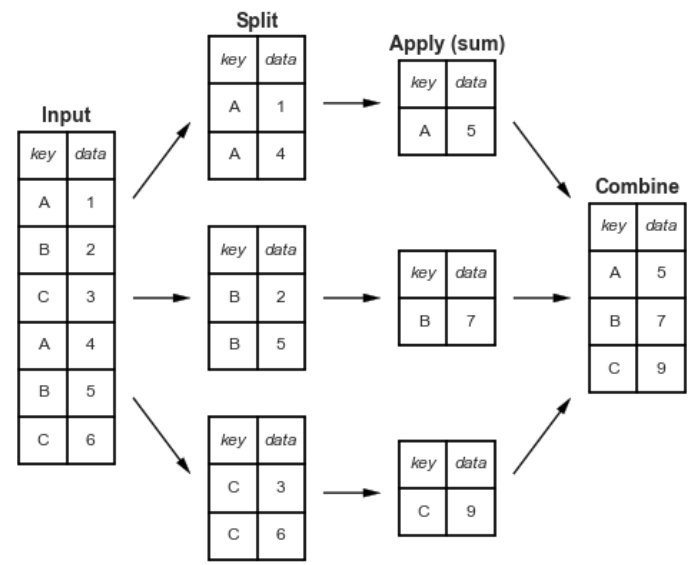 Input
key data
A 1
B 2
C 3
A 4
B 5
C 6
Split
key data
A 1
A 4
key data
B 2
B 5
key data
C 3
C 6
Apply (sum)
key data
A 5
key data
B 7
key data
C 9
Combine
key data
A 5
B 7
C 9